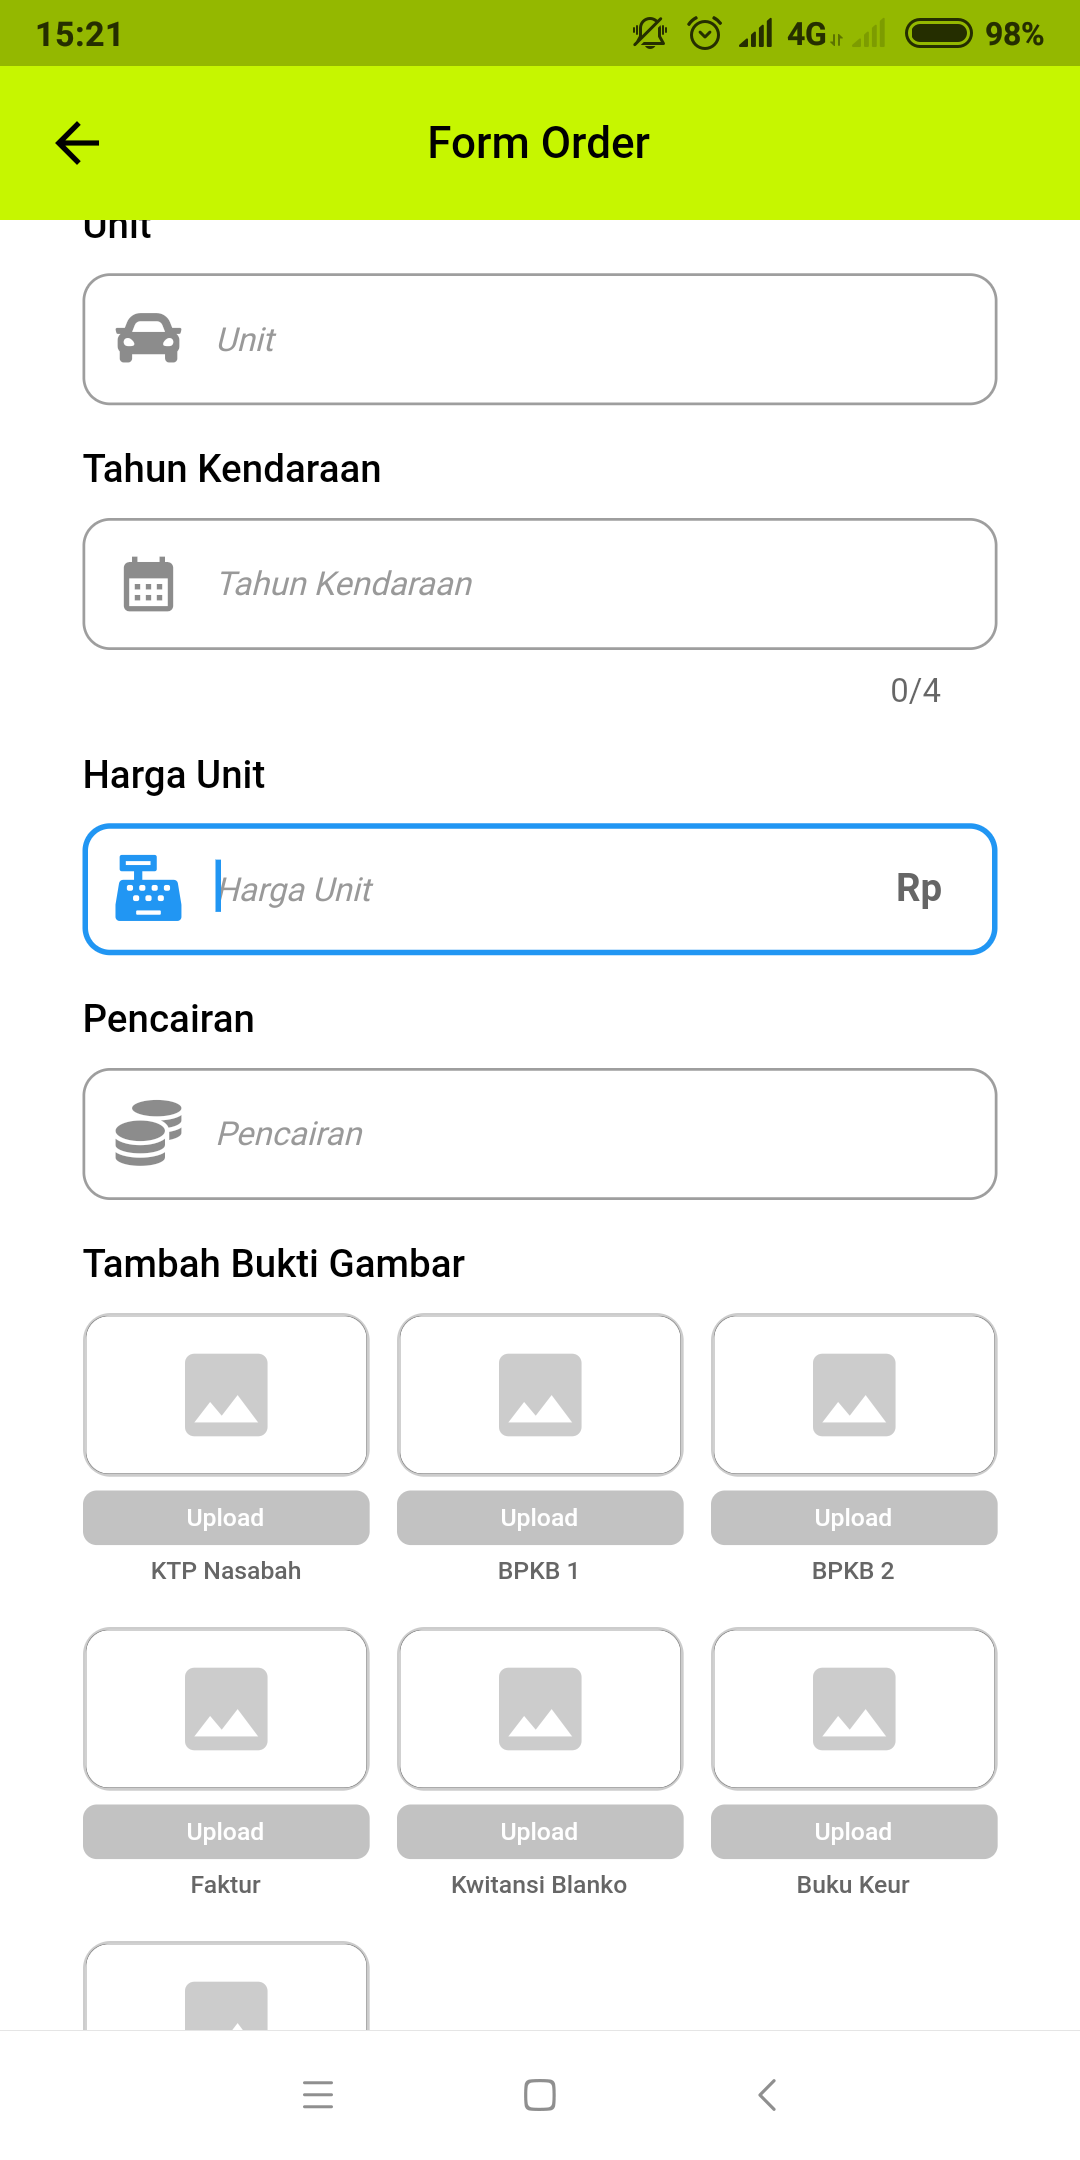 15:21
4G
98%
Form Order
Unit
Unit
Tahun Kendaraan
Tahun Kendaraan
0/4
Harga Unit
Harga Unit
Rp
Pencairan
Pencairan
Tambah Bukti Gambar
Upload Upload Upload
KTP Nasabah BPKB 1 BPKB 2
Upload Upload Upload
Faktur Kwitansi Blanko Buku Keur